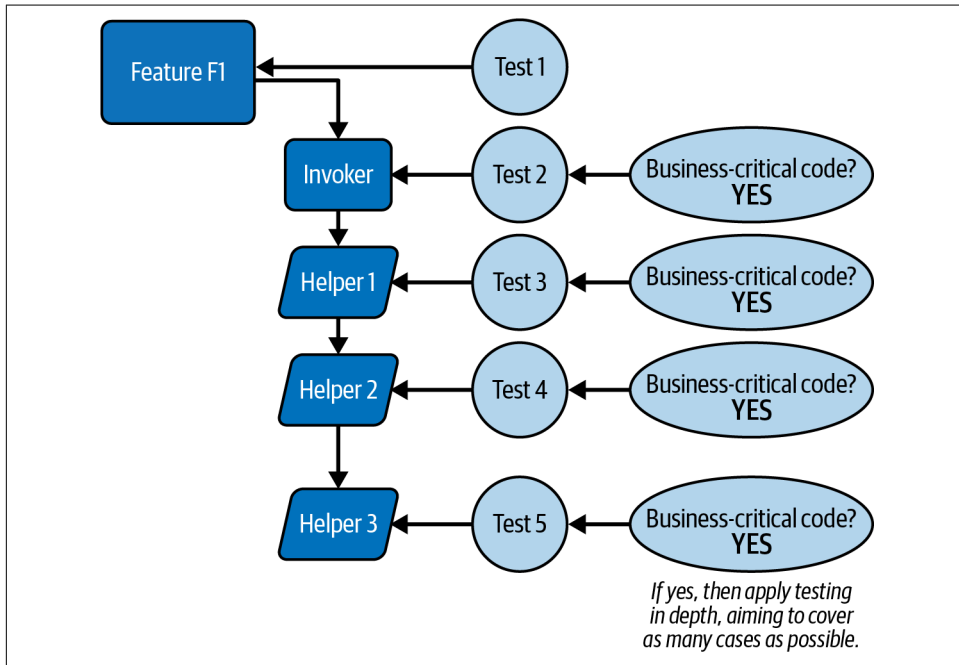 Feature F1
Test 1
Invoker
Test 2
Business-critical code?
YES
Helper 1
Test 3
Business-critical code?
YES
Helper 2
Test 4
Business-critical code?
YES
Helper 3
Test 5
Business-critical code?
YES
If yes, then apply testing
in depth, aiming to cover
as many cases as possible.